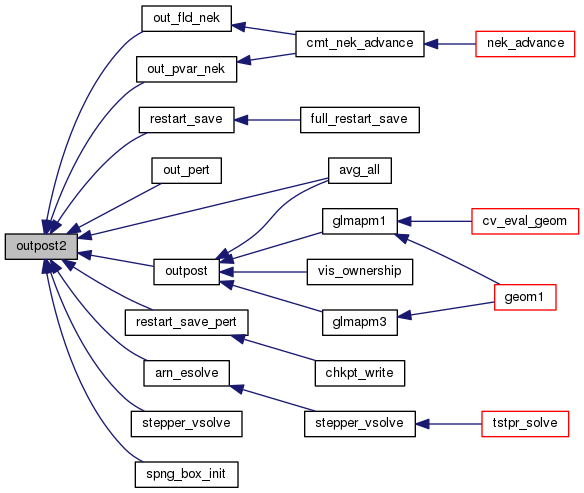 out_fld_nek
cmt_nek_advance
nek_advance
out_pvar_nek
restart_save
full_restart_save
out_pert
avg_all
glmapm1
cv_eval_geom
outpost2
outpost
vis_ownership
geom1
restart_save_pert
glmapm3
arn_esolve
chkpt_write
stepper_vsolve
stepper_vsolve
tstpr_solve
spng_box_init